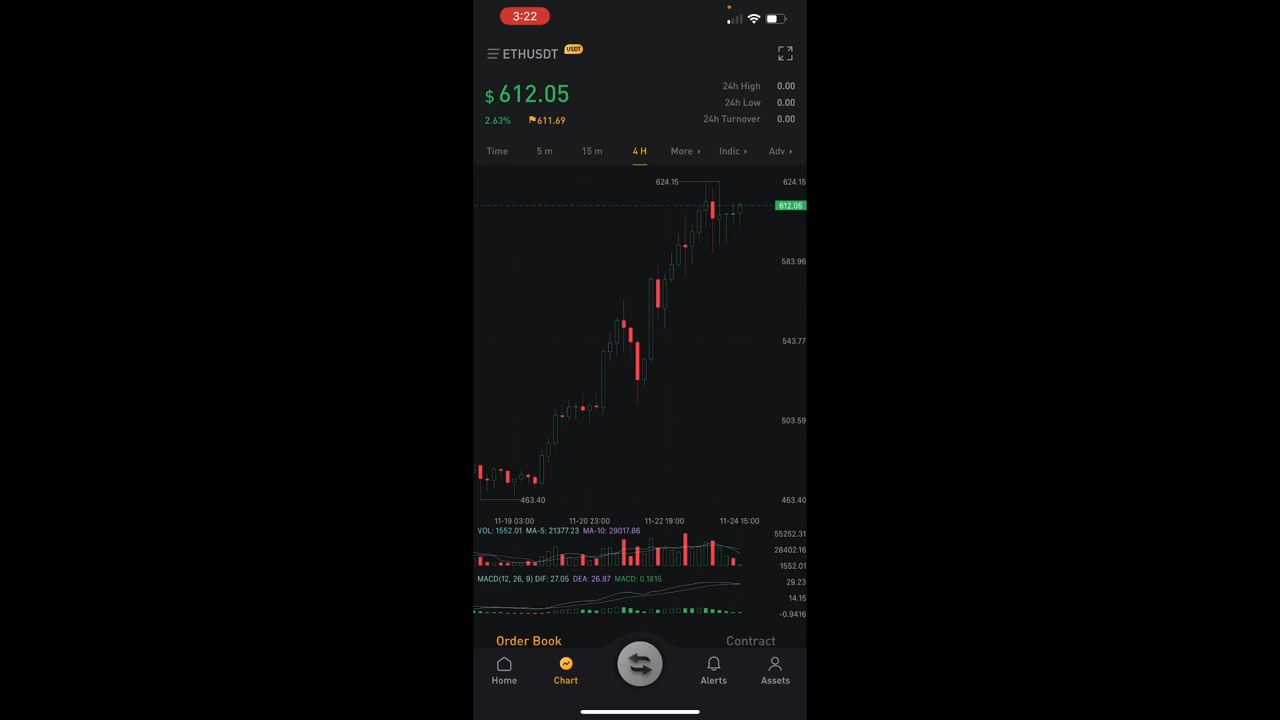 3:22
ETHUSDT USDT
$ 612.05
2.63% 611.69
24h High 0.00
24h Low 0.00
24h Turnover 0.00
Time 5 m 15 m 4 H More Indic Adv
624.15 624.15
612.05
583.96
543.77
503.59
463.40 463.40
11-19 03:00 11-20 23:00 11-22 19:00 11-24 15:00
VOL: 1552.01 MA-5: 21377.23 MA-10: 29017.86
55252.31
28402.16
1552.01
MACD(12, 26, 9) DIF: 27.05 DEA: 26.87 MACD: 0.1815
29.23
14.15
-0.9416
Order Book Contract
Home Chart Alerts Assets